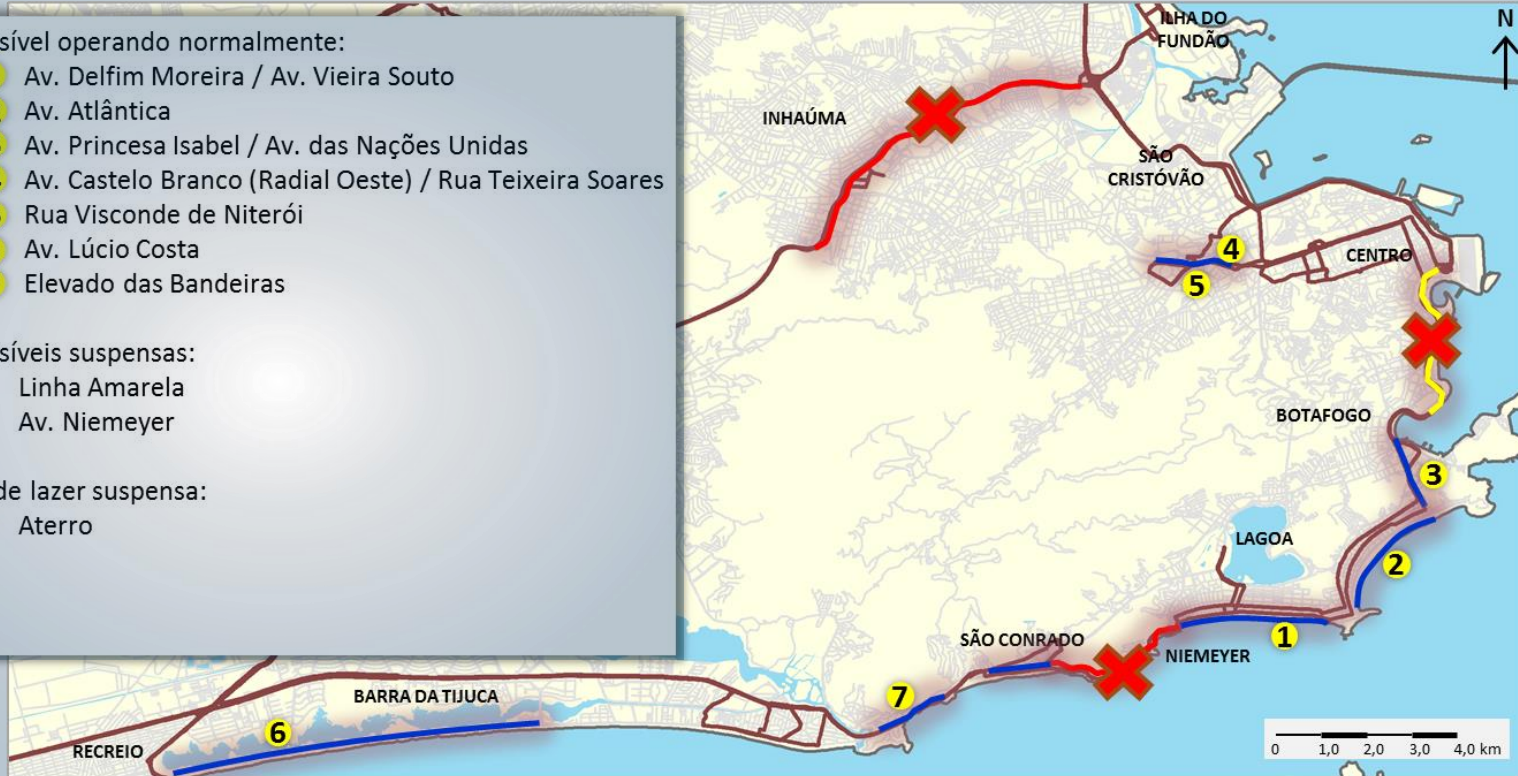 sível operando normalmente:
Av. Delfim Moreira / Av. Vieira Souto
Av. Atlântica
Av. Princesa Isabel / Av. das Nações Unidas
Av. Castelo Branco (Radial Oeste) / Rua Teixeira Soares
Rua Visconde de Niterói
Av. Lúcio Costa
Elevado das Bandeiras
síveis suspensas:
Linha Amarela
Av. Niemeyer
de lazer suspensa:
Aterro
ILHA DO
FUNDÃO
N
INHAÚMA
SÃO
CRISTÓVÃO
4
CENTRO
5
BOTAFOGO
3
LAGOA
2
1
SÃO CONRADO
NIEMEYER
7
BARRA DA TIJUCA
6
RECREIO
0 1,0 2,0 3,0 4,0 km